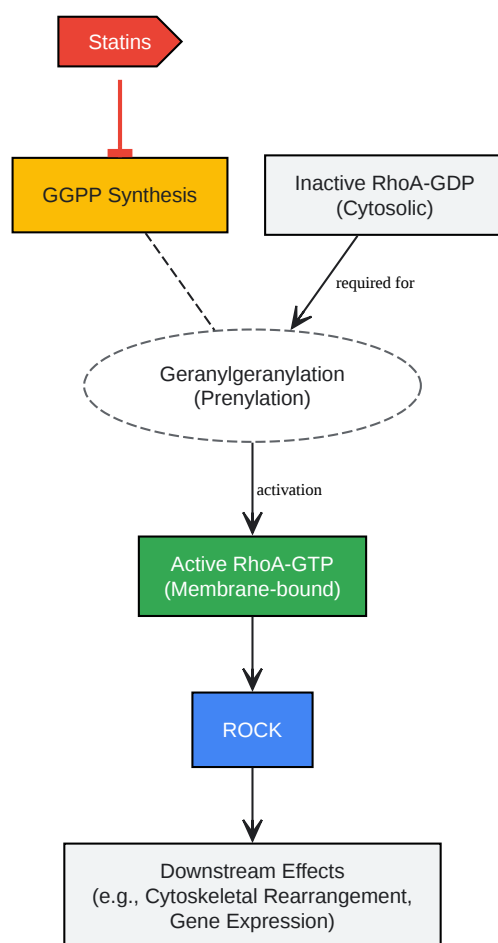 Statins
GGPP Synthesis
Inactive RhoA-GDP
(Cytosolic)
required for
Geranylgeranylation
(Prenylation)
activation
Active RhoA-GTP
(Membrane-bound)
ROCK
Downstream Effects
(e.g., Cytoskeletal Rearrangement,
Gene Expression)